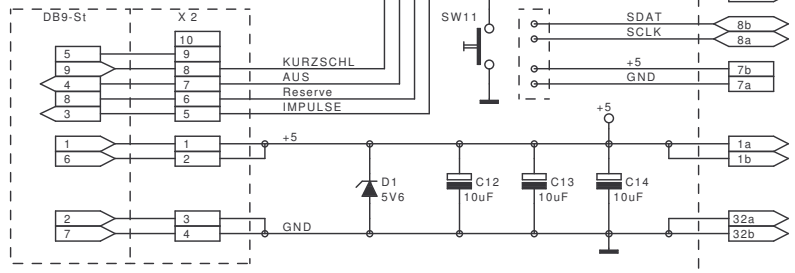 DB9-St X 2 SW11 SDAT 8b
10 SCLK 8a
5 9
9 8 KURZSCHL +5 7b
4 7 AUS GND 7a
8 6 Reserve
3 5 IMPULSE
+5
1 1 +5 1a
6 2 1b
D1 C12 C13 C14
5V6 10uF 10uF 10uF
2 3 32a
7 4 GND 32b